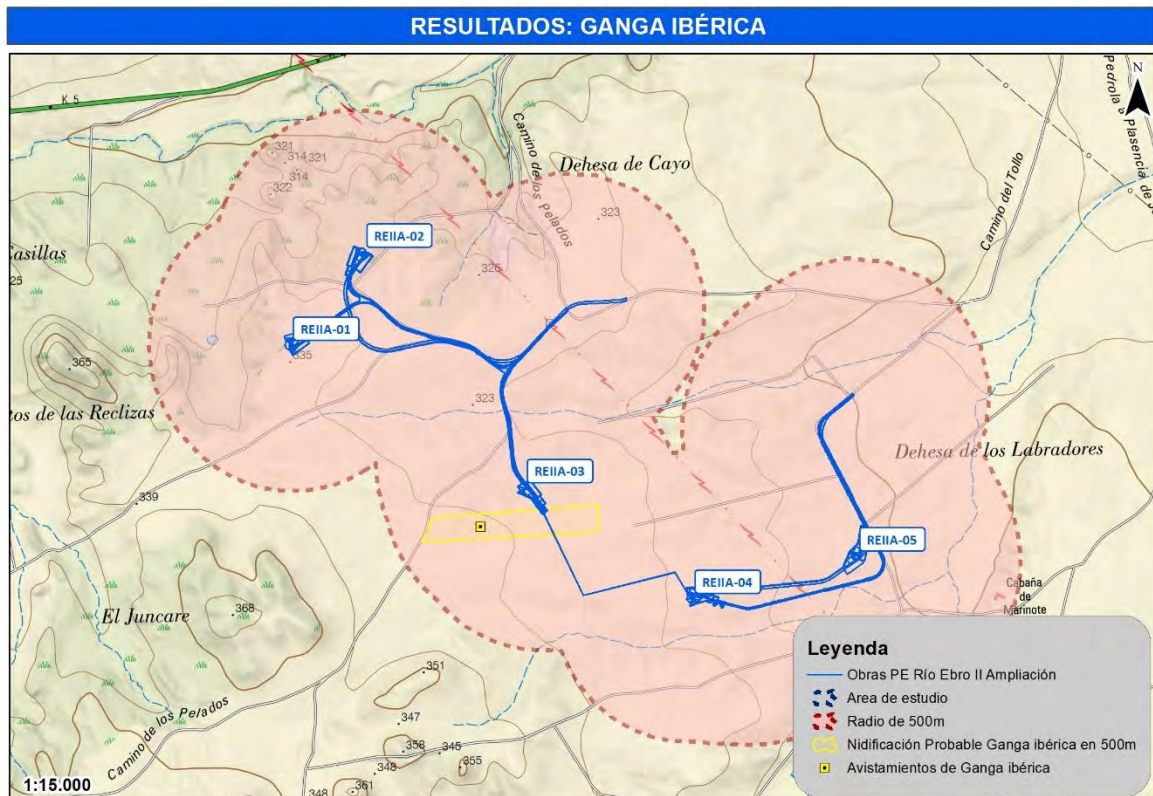 RESULTADOS: GANGA IBÉRICA
K 5
N
Pedrola a Plasencia de
Camino de los Pelados
Dehesa de Cayo
Camino del Tollo
321
314
321
314
322
323
REIIA-02
326
Casillas
25
REIIA-01
335
365
tos de las Reclizas
323
Dehesa de los Labradores
REIIA-03
339
REIIA-05
REIIA-04
Cabaña
de
Marinote
El Juncare
368
Camino de los Pelados
351
347
358
345
355
348
361
348
Leyenda
Obras PE Río Ebro II Ampliación
Area de estudio
Radio de 500m
Nidificación Probable Ganga ibérica en 500m
Avistamientos de Ganga ibérica
1:15.000